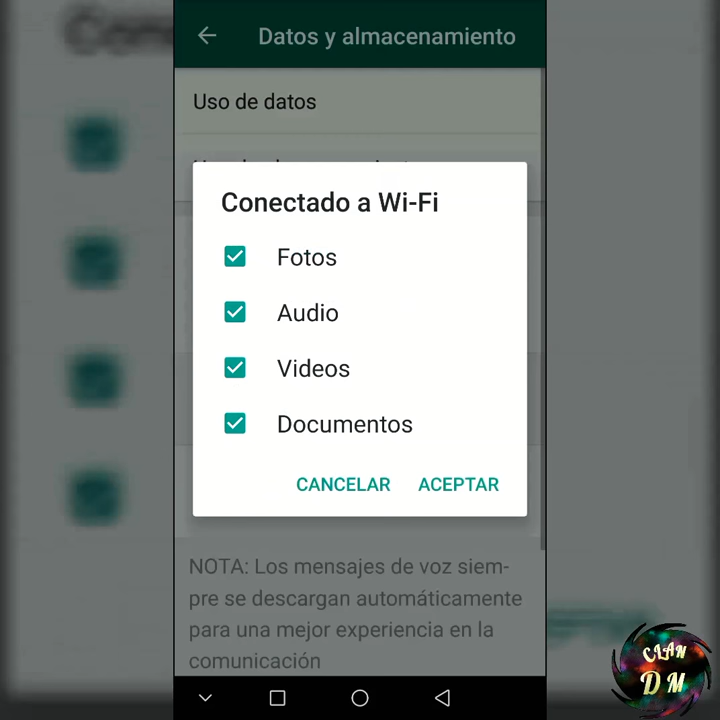 Datos y almacenamiento
Uso de datos
Conectado a Wi-Fi
Fotos
Audio
Videos
Documentos
CANCELAR ACEPTAR
NOTA: Los mensajes de voz siem-
pre se descargan automáticamente
para una mejor experiencia en la
comunicación
CLAN
DM